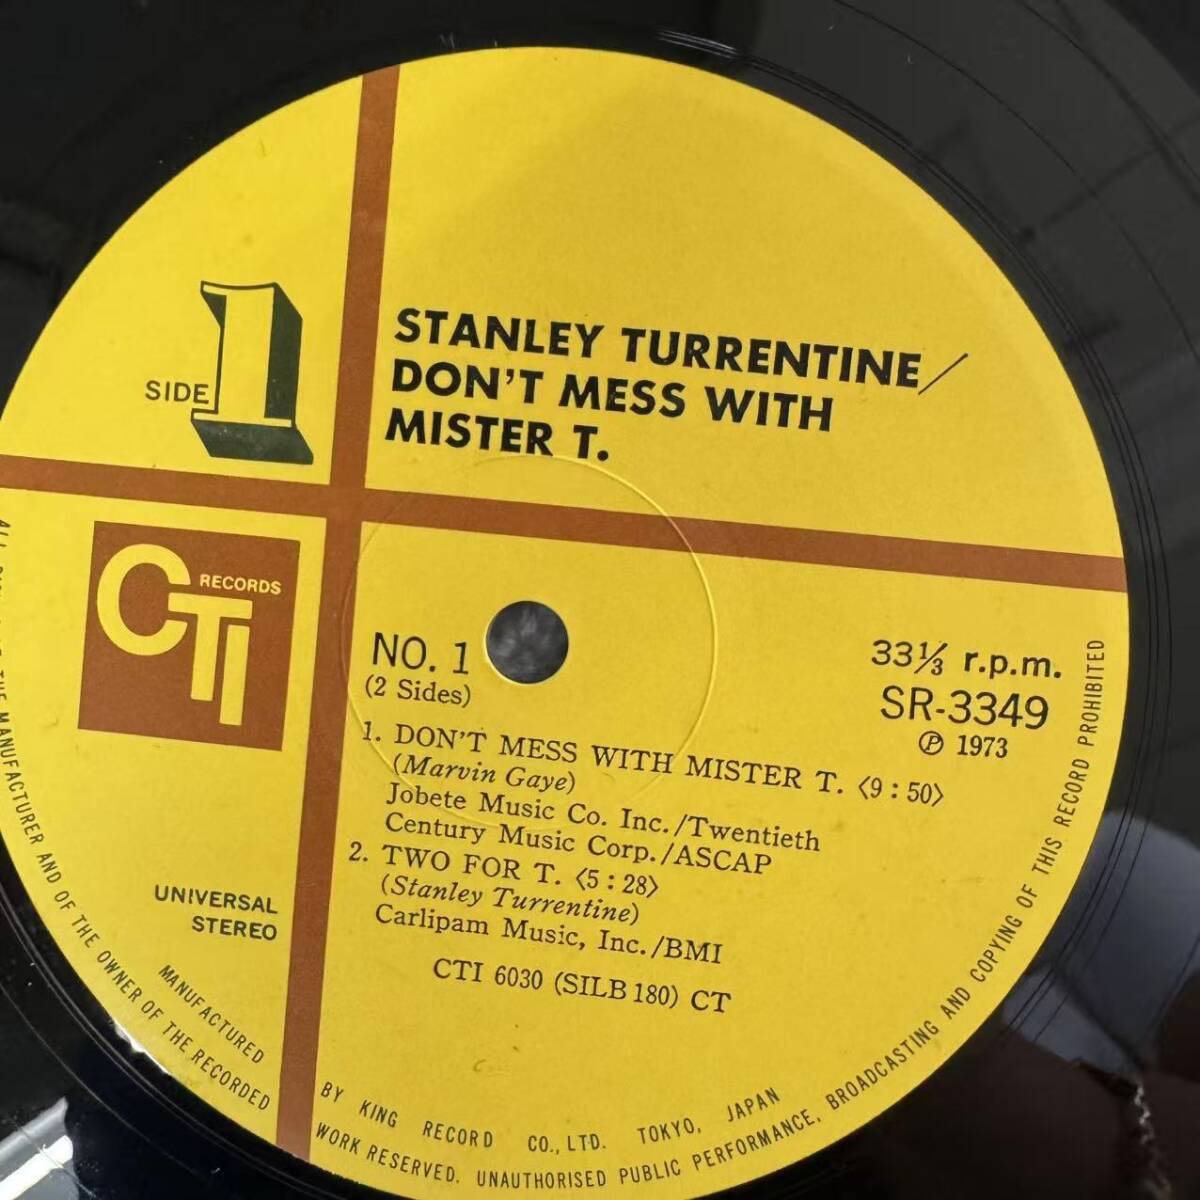 SIDE 1
STANLEY TURRENTINE/
DON'T MESS WITH
MISTER T.
CTI RECORDS
NO. 1
(2 Sides)
33 1/3 r.p.m.
SR-3349
Ⓟ 1973
1. DON'T MESS WITH MISTER T. 〈9:50〉
(Marvin Gaye)
Jobete Music Co. Inc./Twentieth
Century Music Corp./ASCAP
2. TWO FOR T. 〈5:28〉
(Stanley Turrentine)
Carlipam Music, Inc./BMI
CTI 6030 (SILB 180) CT
UNIVERSAL
STEREO
MANUFACTURED BY KING RECORD CO., LTD. TOKYO, JAPAN
ALL THE MANUFACTURER AND OF THE OWNER OF THE RECORDED WORK RESERVED. UNAUTHORISED PUBLIC PERFORMANCE, BROADCASTING AND COPYING OF THIS RECORD PROHIBITED